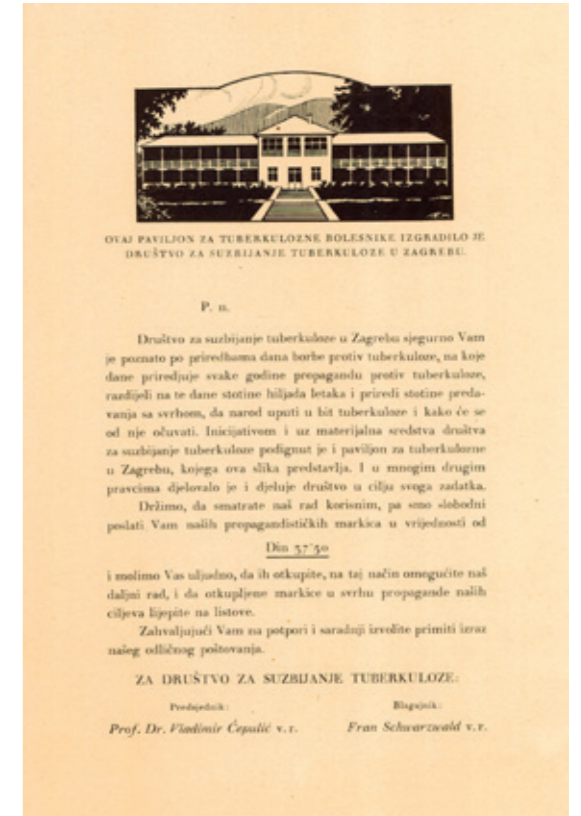 OVAJ PAVILJON ZA TUBERKULOZNE BOLESNIKE IZGRADILO JE
DRUŠTVO ZA SUZBIJANJE TUBERKULOZE U ZAGREBU.
P. n.
Društvo za suzbijanje tuberkuloze u Zagrebu sjegurno Vam
je poznato po priredbama dana borbe protiv tuberkuloze, na koje
dane priredjuje svake godine propagandu protiv tuberkuloze,
razdijeli na te dane stotine hiljada letaka i priredi stotine preda-
vanja sa svrhom, da narod uputi u bit tuberkuloze i kako će se
od nje očuvati. Inicijativom i uz materijalna sredstva društva
za suzbijanje tuberkuloze podignut je i paviljon za tuberkulozne
u Zagrebu, kojega ova slika predstavlja. I u mnogim drugim
pravcima djelovalo je i djeluje društvo u cilju svoga zadatka.
Držimo, da smatrate naš rad korisnim, pa smo slobodni
poslati Vam naših propagandističkih markica u vrijednosti od
Din 37·50
i molimo Vas uljudno, da ih otkupite, na taj način omogućite naš
daljni rad, i da otkupljene markice u svrhu propagande naših
ciljeva lijepite na listove.
Zahvaljujući Vam na potpori i saradnji izvolite primiti izraz
našeg odličnog poštovanja.
ZA DRUŠTVO ZA SUZBIJANJE TUBERKULOZE:
Predsjednik: Blagajnik:
Prof. Dr. Vladimir Ćepulić v. r. Fran Schwarzwald v. r.